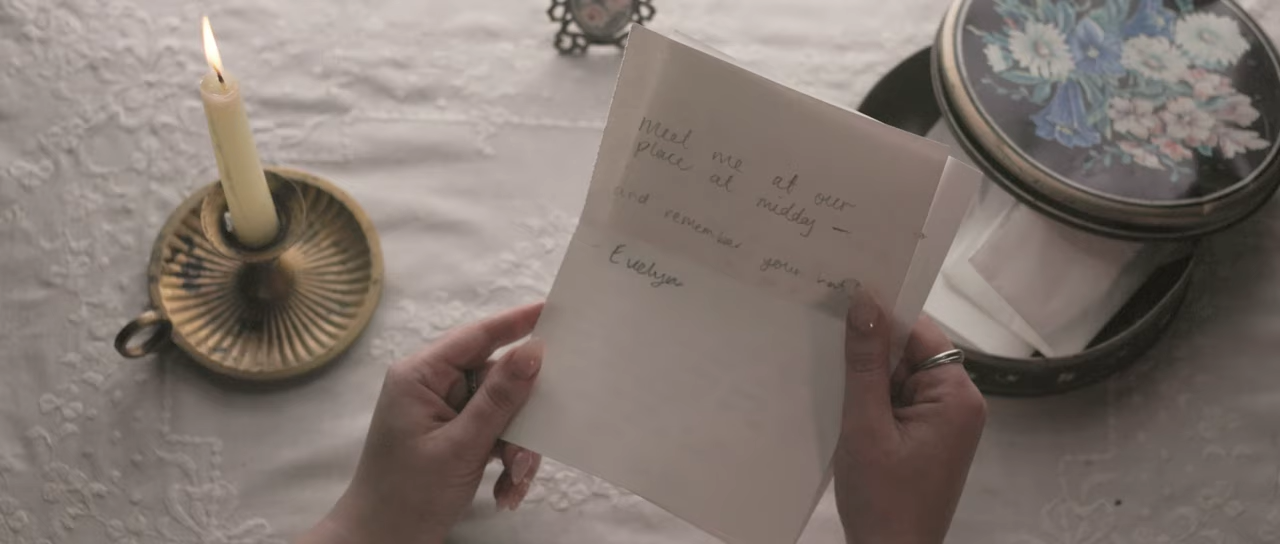 Meet me at our
place at midday —
and remember your
Evelyn